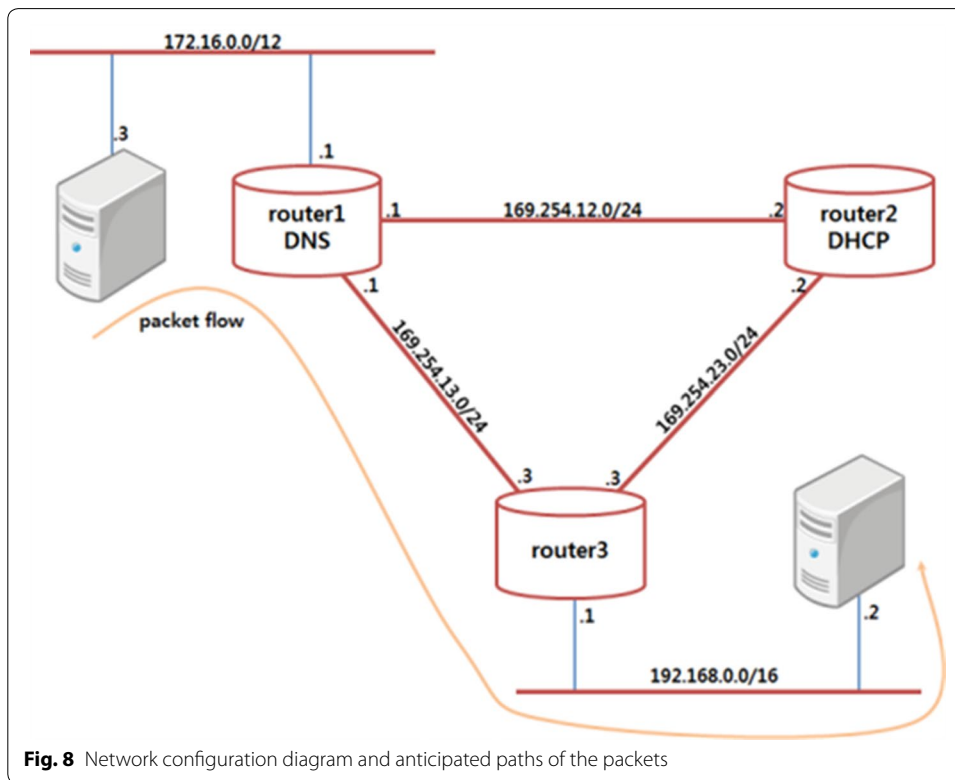 172.16.0.0/12
.3
.1
router1
DNS
.1
169.254.12.0/24
.2
router2
DHCP
.1
.2
packet flow
169.254.13.0/24
169.254.23.0/24
.3
.3
router3
.1
.2
192.168.0.0/16
Fig. 8 Network configuration diagram and anticipated paths of the packets